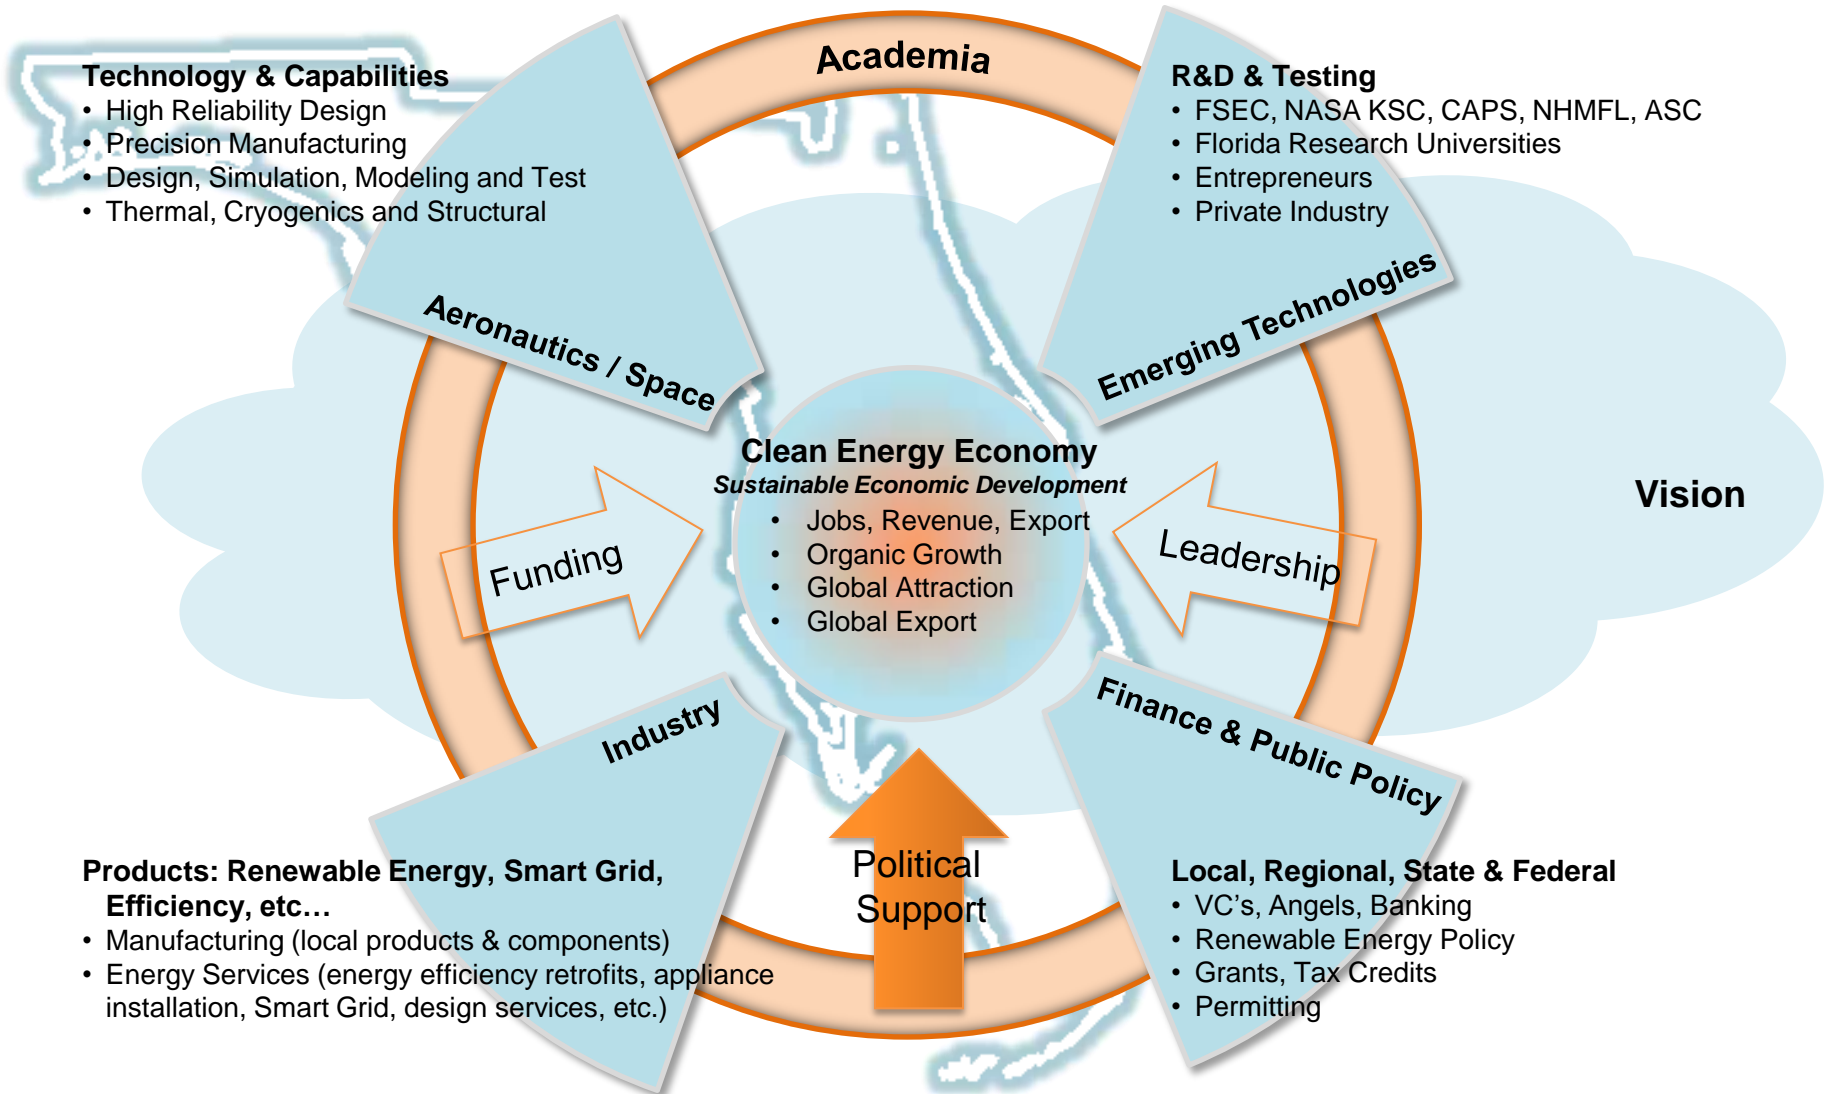 Academia
Technology & Capabilities
• High Reliability Design
• Precision Manufacturing
• Design, Simulation, Modeling and Test
• Thermal, Cryogenics and Structural
Aeronautics / Space
R&D & Testing
• FSEC, NASA KSC, CAPS, NHMFL, ASC
• Florida Research Universities
• Entrepreneurs
• Private Industry
Emerging Technologies
Clean Energy Economy
Sustainable Economic Development
• Jobs, Revenue, Export
• Organic Growth
• Global Attraction
• Global Export
Funding
Leadership
Vision
Industry
Finance & Public Policy
Political
Support
Products: Renewable Energy, Smart Grid,
Efficiency, etc…
• Manufacturing (local products & components)
• Energy Services (energy efficiency retrofits, appliance
installation, Smart Grid, design services, etc.)
Local, Regional, State & Federal
• VC’s, Angels, Banking
• Renewable Energy Policy
• Grants, Tax Credits
• Permitting